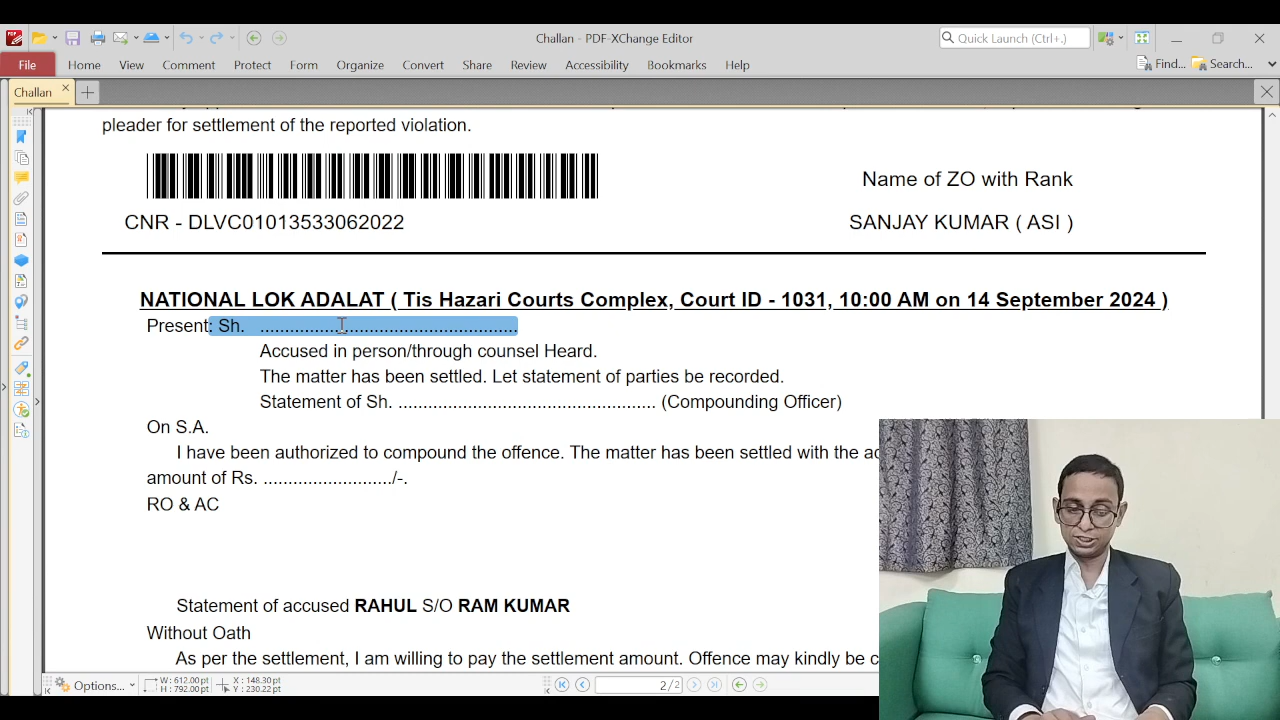 Challan - PDF-XChange Editor
Quick Launch (Ctrl+.)
File Home View Comment Protect Form Organize Convert Share Review Accessibility Bookmarks Help
Find... Search...
Challan
pleader for settlement of the reported violation.
Name of ZO with Rank
CNR - DLVC01013533062022
SANJAY KUMAR ( ASI )
NATIONAL LOK ADALAT ( Tis Hazari Courts Complex, Court ID - 1031, 10:00 AM on 14 September 2024 )
Present: Sh. ....................................................
Accused in person/through counsel Heard.
The matter has been settled. Let statement of parties be recorded.
Statement of Sh. .................................................... (Compounding Officer)
On S.A.
I have been authorized to compound the offence. The matter has been settled with the ac
amount of Rs. ........................../-.
RO & AC
Statement of accused RAHUL S/O RAM KUMAR
Without Oath
As per the settlement, I am willing to pay the settlement amount. Offence may kindly be c
Options...
W : 612.00 pt
H : 792.00 pt
X : 148.30 pt
Y : 230.22 pt
2/2